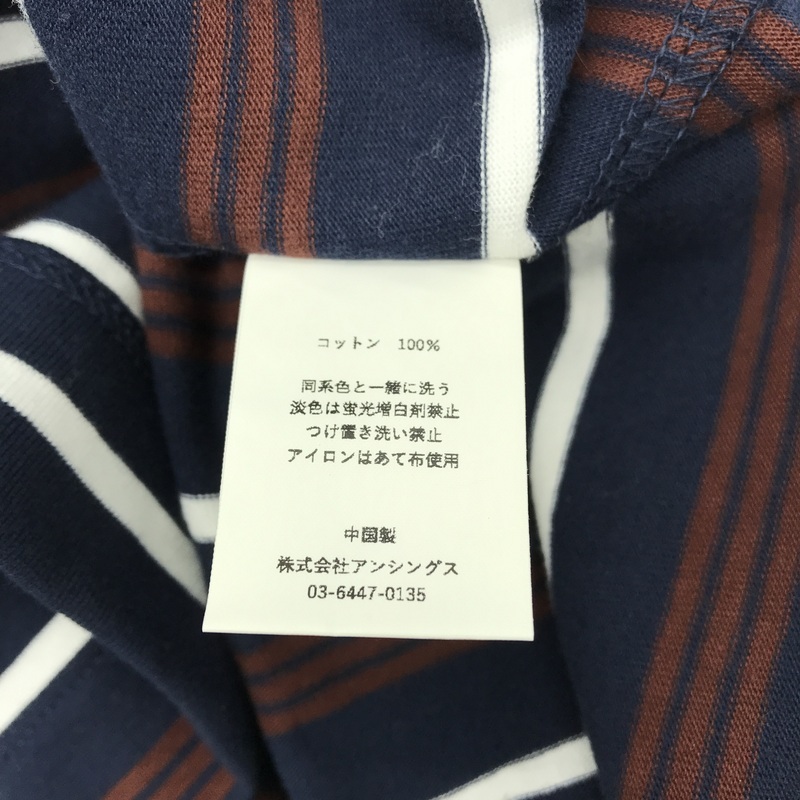 コットン 100%
同系色と一緒に洗う
淡色は蛍光増白剤禁止
つけ置き洗い禁止
アイロンはあて布使用
中国製
株式会社アンシングス
03-6447-0135